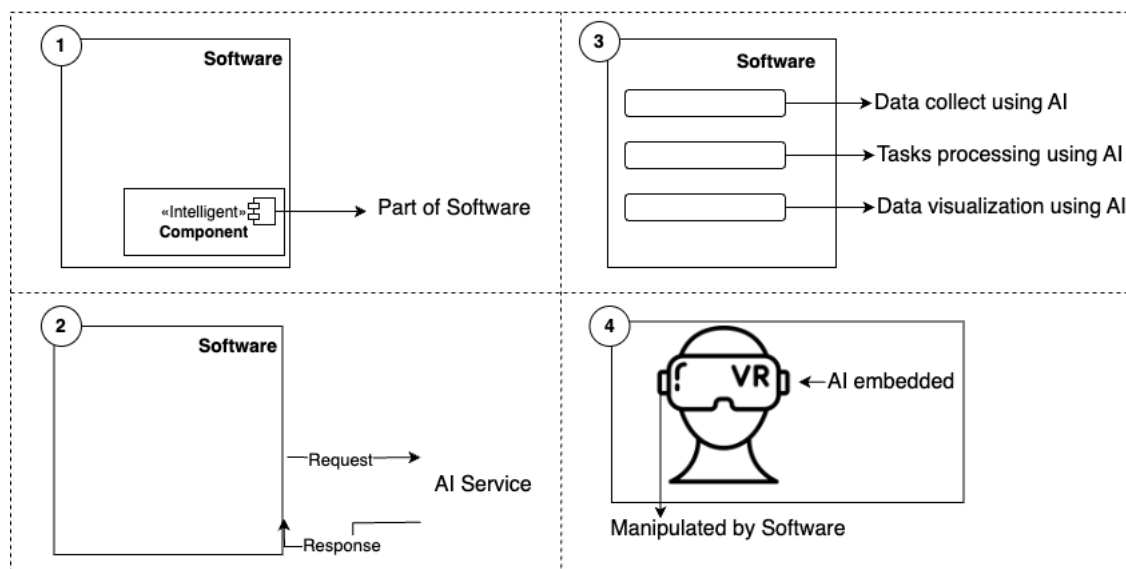 1
Software
«Intelligent»
Component
Part of Software
2
Software
Request
AI Service
Response
3
Software
Data collect using AI
Tasks processing using AI
Data visualization using AI
4
VR
AI embedded
Manipulated by Software